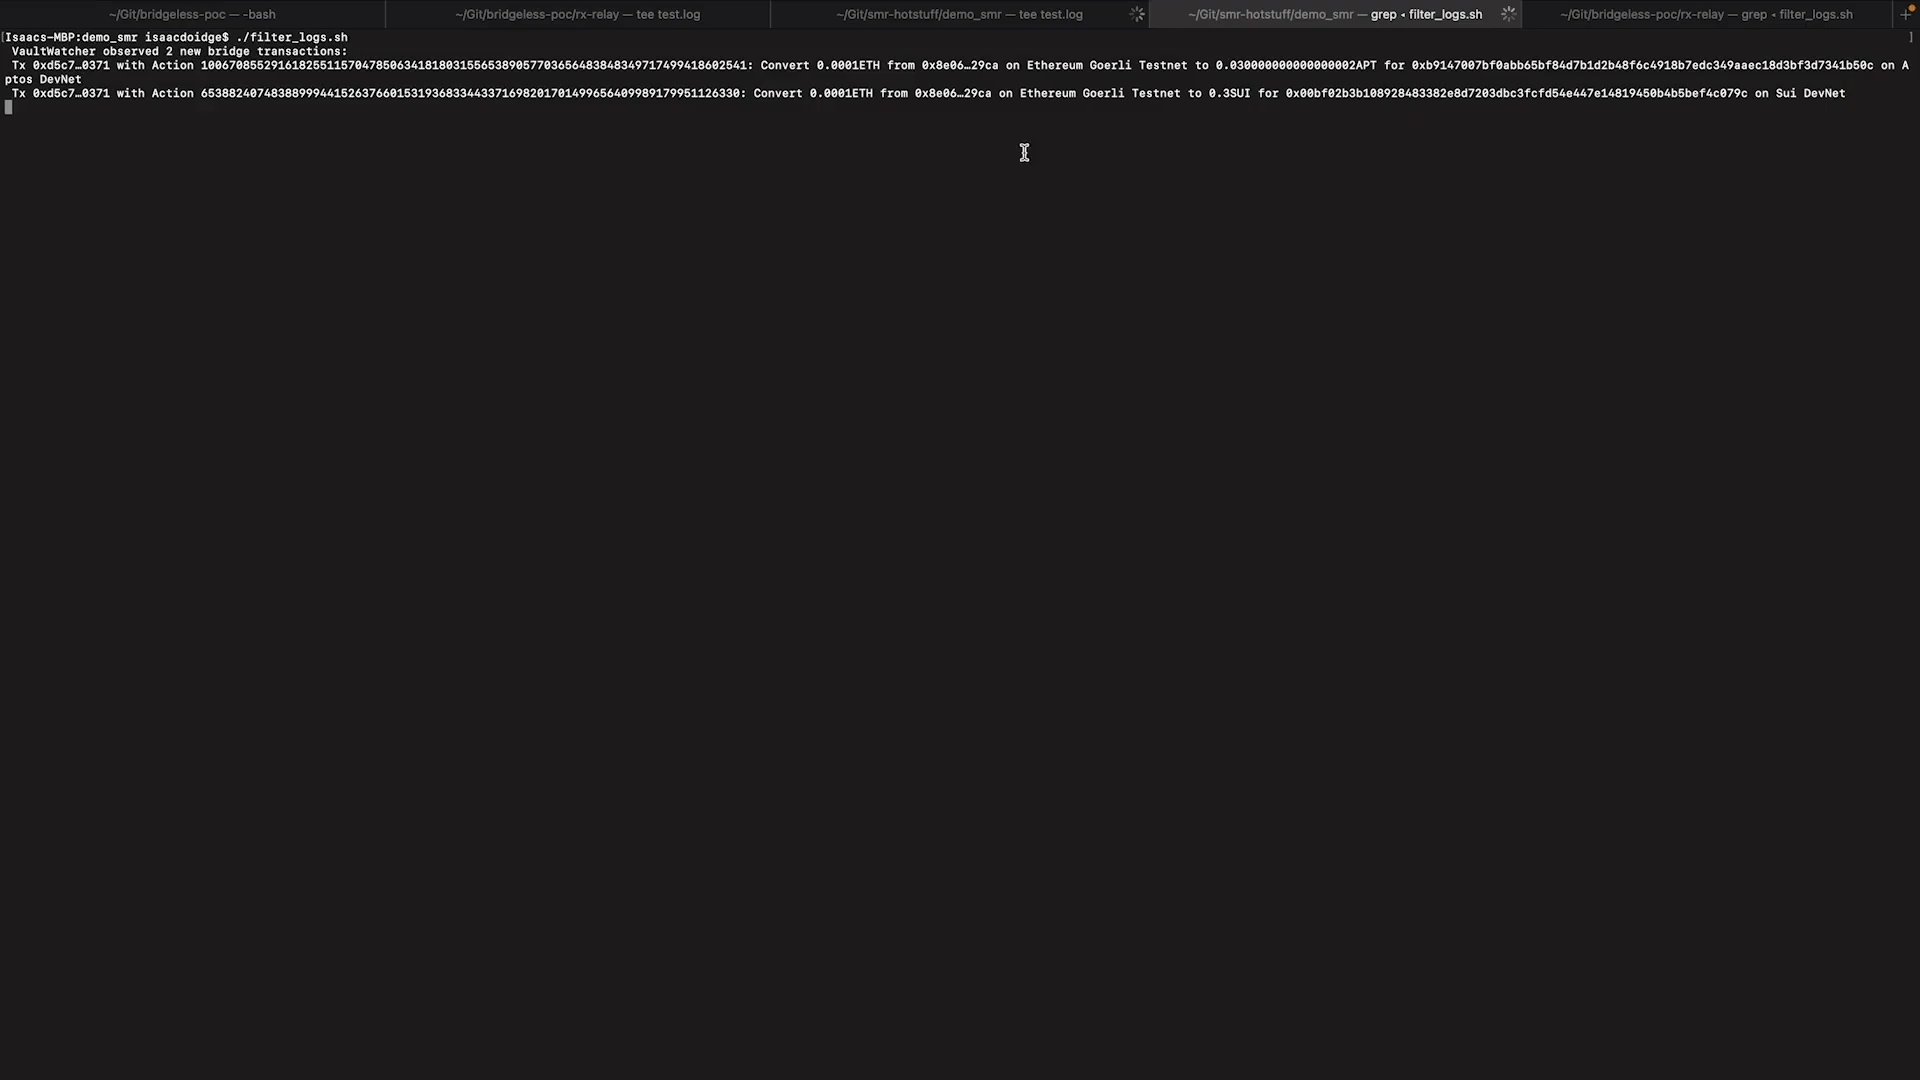 ~/Git/bridgeless-poc — -bash
~/Git/bridgeless-poc/rx-relay — tee test.log
~/Git/smr-hotstuff/demo_smr — tee test.log
~/Git/smr-hotstuff/demo_smr — grep ◂ filter_logs.sh
~/Git/bridgeless-poc/rx-relay — grep ◂ filter_logs.sh
+
[Isaacs-MBP:demo_smr isaacdoidge$ ./filter_logs.sh ]
VaultWatcher observed 2 new bridge transactions:
Tx 0xd5c7…0371 with Action 100670855291618255115704785063418180315565389057703656483848349717499418602541: Convert 0.0001ETH from 0x8e06…29ca on Ethereum Goerli Testnet to 0.030000000000000002APT for 0xb9147007bf0abb65bf84d7b1d2b48f6c4918b7edc349aaec18d3bf3d7341b50c on A
ptos DevNet
Tx 0xd5c7…0371 with Action 65388240748388999441526376601531936833443371698201701499656409989179951126330: Convert 0.0001ETH from 0x8e06…29ca on Ethereum Goerli Testnet to 0.3SUI for 0x00bf02b3b108928483382e8d7203dbc3fcfd54e447e14819450b4b5bef4c079c on Sui DevNet